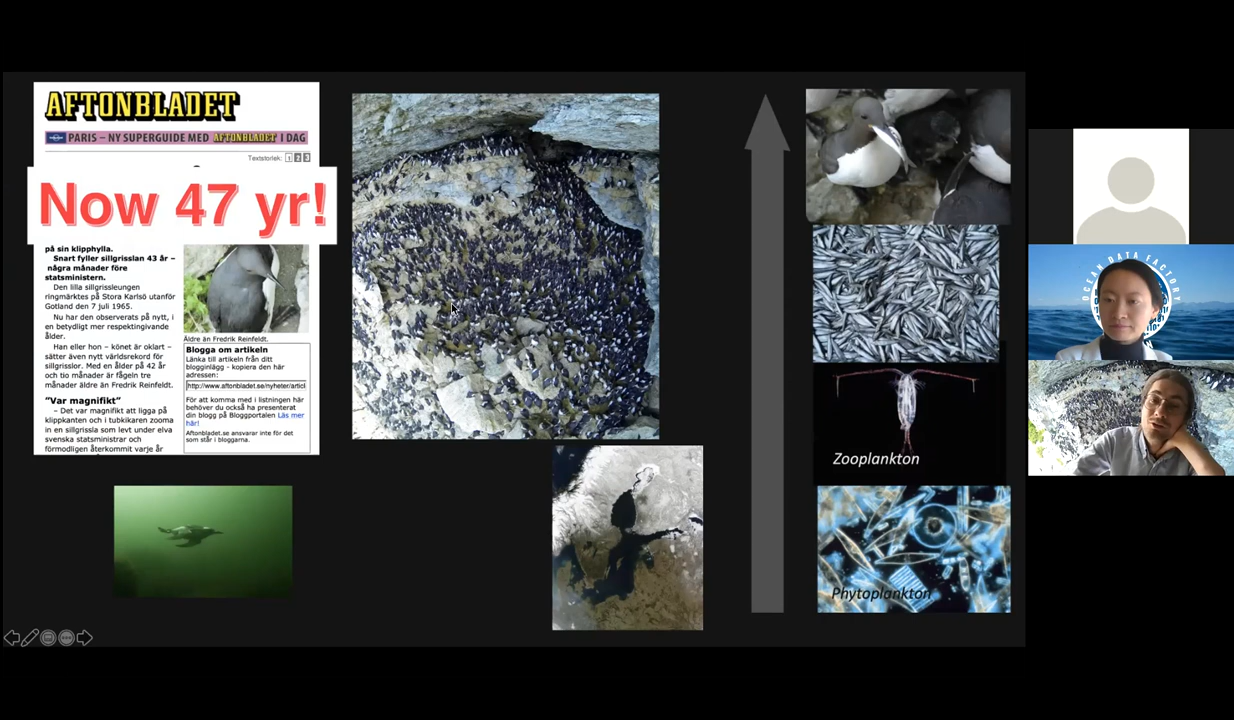 AFTONBLADET
PARIS – NY SUPERGUIDE MED AFTONBLADET I DAG
Textstorlek: 1 2 3
Now 47 yr!
på sin klipphylla.
Snart fyller sillgrisslan 43 år –
några månader före
statsministern.
Den lilla sillgrissleungen
ringmärktes på Stora Karlsö utanför
Gotland den 7 juli 1965.
Nu har den observerats på nytt, i
en betydligt mer respektingivande
ålder.
Han eller hon – könet är oklart –
sätter även nytt världsrekord för
sillgrisslor. Med en ålder på 42 år
och tio månader är fågeln tre
månader äldre än Fredrik Reinfeldt.
”Var magnifikt”
– Det var magnifikt att ligga på
klippkanten och i tubkikaren zooma
in en sillgrissla som levt under elva
svenska statsministrar och
förmodligen återkommit varje år
Äldre än Fredrik Reinfeldt.
Blogga om artikeln
Länka till artikeln från ditt
blogginlägg - kopiera den här
adressen:
http://www.aftonbladet.se/nyheter/articl
För att komma med i listningen här
behöver du också ha presenterat
din blogg på Bloggportalen Läs mer
här!
Aftonbladet.se ansvarar inte för det
som står i bloggarna.
Zooplankton
Phytoplankton
OCEAN DATA FACTORY